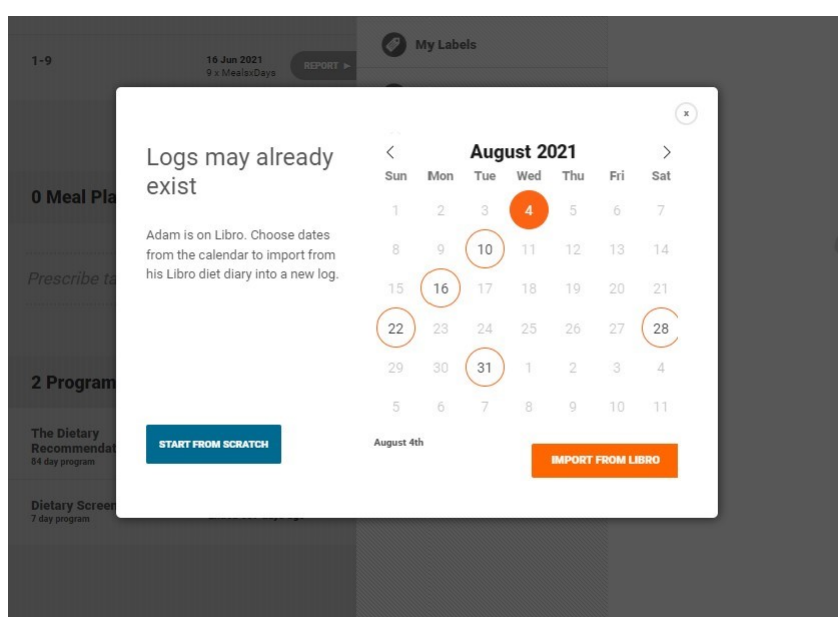 My Labels
1-9
16 Jun 2021
9 x MealsxDays
REPORT ►
x
Logs may already
exist
Adam is on Libro. Choose dates
from the calendar to import from
his Libro diet diary into a new log.
START FROM SCRATCH
< August 2021 >
Sun Mon Tue Wed Thu Fri Sat
1 2 3 4 5 6 7
8 9 10 11 12 13 14
15 16 17 18 19 20 21
22 23 24 25 26 27 28
29 30 31 1 2 3 4
5 6 7 8 9 10 11
August 4th
IMPORT FROM LIBRO
0 Meal Pla
Prescribe ta
2 Program
The Dietary
Recommendat
84 day program
Dietary Screen
7 day program